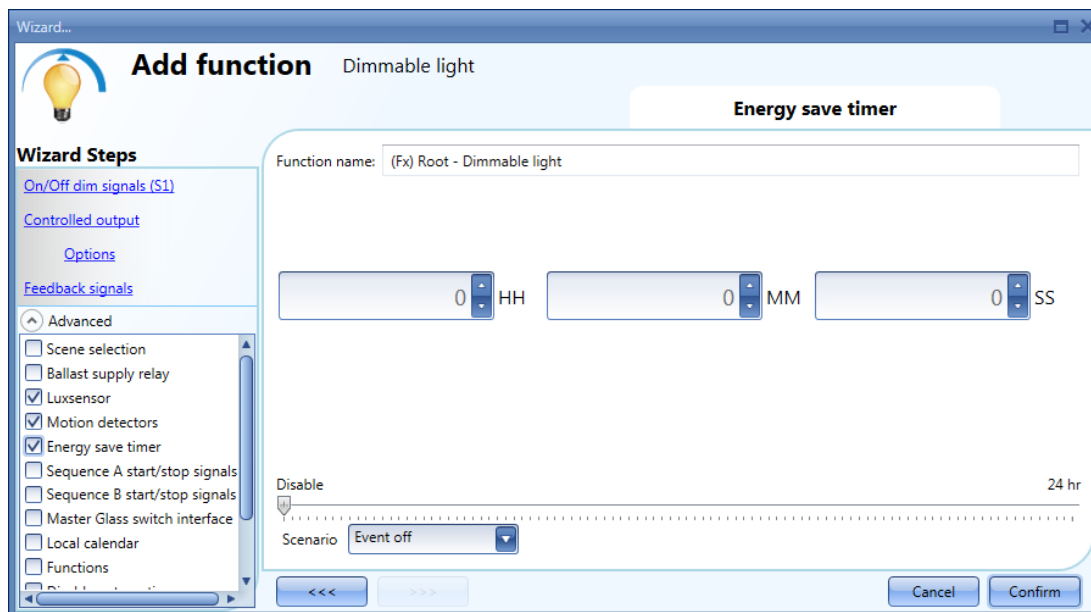 Wizard...
Add function Dimmable light
Energy save timer
Wizard Steps
On/Off dim signals (S1)
Controlled output
Options
Feedback signals
Advanced
Scene selection
Ballast supply relay
Luxsensor
Motion detectors
Energy save timer
Sequence A start/stop signals
Sequence B start/stop signals
Master Glass switch interface
Local calendar
Functions
Function name: (Fx) Root - Dimmable light
0 HH 0 MM 0 SS
Disable 24 hr
Scenario Event off
<<< >>> Cancel Confirm